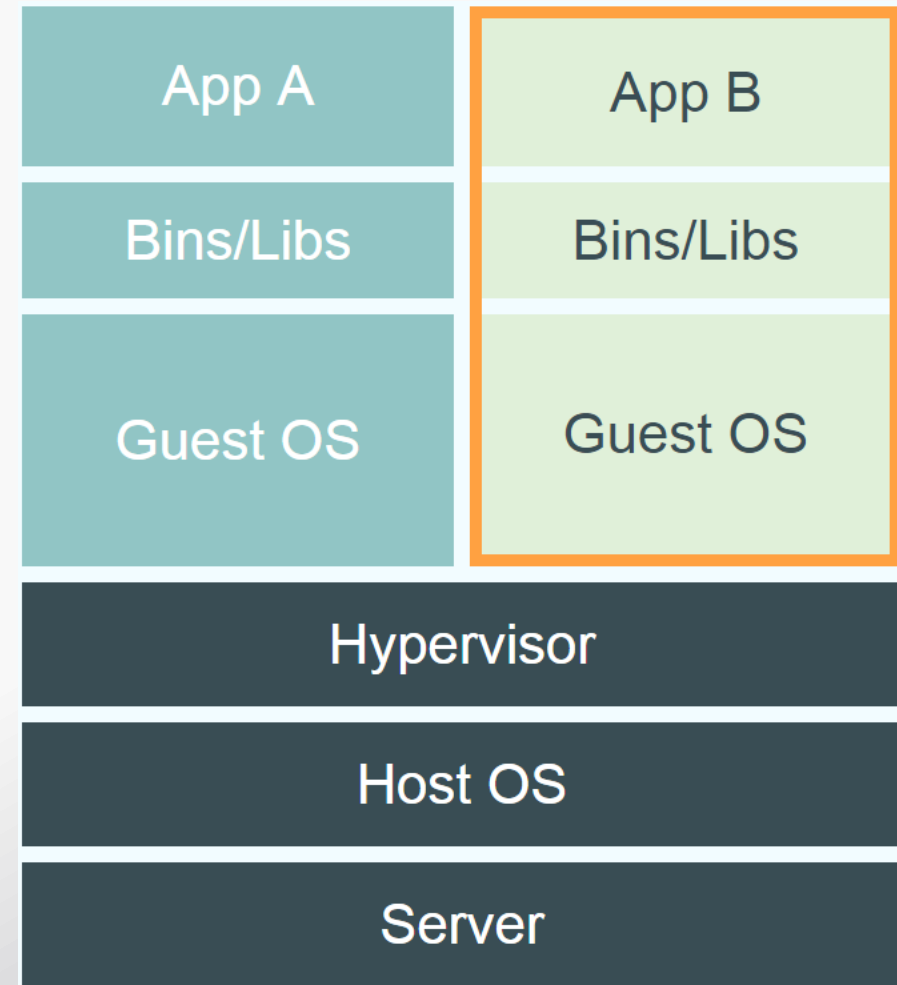 App A
Bins/Libs
Guest OS
App B
Bins/Libs
Guest OS
Hypervisor
Host OS
Server